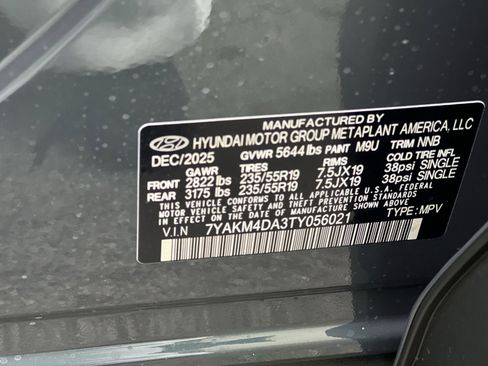 MANUFACTURED BY
HYUNDAI MOTOR GROUP METAPLANT AMERICA, LLC
DEC/2025 GVWR 5644 lbs PAINT M9U TRIM NNB
GAWR TIRES RIMS COLD TIRE INFL
FRONT 2822 lbs 235/55R19 7.5JX19 38psi SINGLE
REAR 3175 lbs 235/55R19 7.5JX19 38psi SINGLE
THIS VEHICLE CONFORMS TO ALL APPLICABLE U.S.A. FEDERAL
MOTOR VEHICLE SAFETY STANDARDS IN EFFECT ON THE DATE
OF MANUFACTURE SHOWN ABOVE.
V.I.N 7YAKM4DA3TY056021 TYPE:MPV